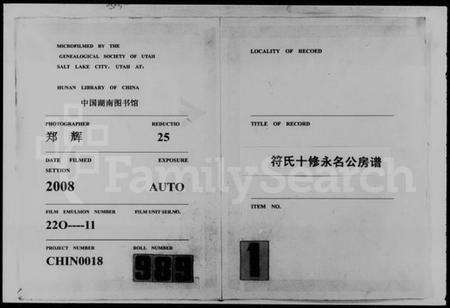 MICROFILMED BY THE
GENEALOGICAL SOCIETY OF UTAH
SALT LAKE CITY, UTAH AT:
HUNAN LIBRARY OF CHINA
中国湖南图书馆
PHOTOGRAPHER REDUCTIO
郑 辉 25
DATE FILMED EXPOSURE
SETTION
2008 AUTO
FILM EMULSION NUMBER FILM UNIT SER.NO.
22O----11
PROJECT NUMBER ROLL NUMBER
CHIN0018 989
LOCALITY OF RECORD
TITLE OF RECORD
符氏十修永名公房谱
ITEM NO.
1
FamilySearch